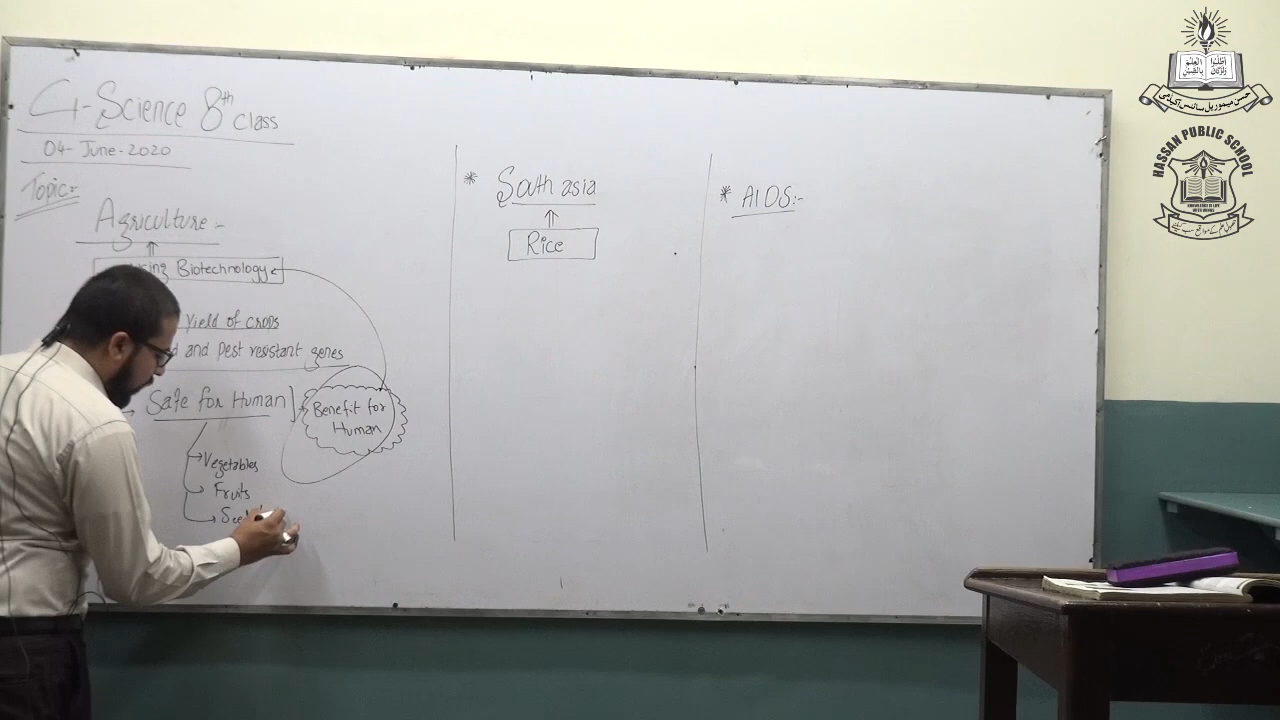 G-Science 8th Class
04-June-2020
Topic:-
Agriculture:-
using Biotechnology
yield of crops
and pest resistant genes
Safe for Human
Benefit for
Human
Vegetables
Fruits
* South asia
Rice
* AIDS:-
HASSAN PUBLIC SCHOOL